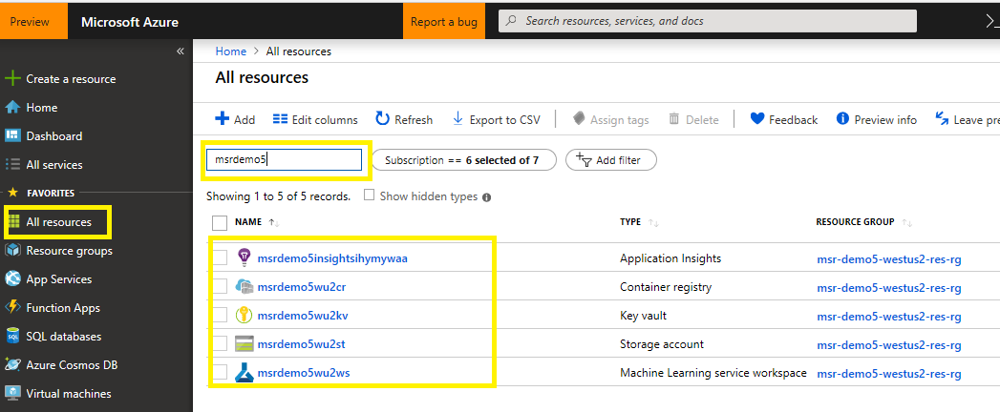 Preview
Microsoft Azure
Report a bug
Search resources, services, and docs
Create a resource
Home
Dashboard
All services
FAVORITES
All resources
Resource groups
App Services
Function Apps
SQL databases
Azure Cosmos DB
Virtual machines
Home > All resources
All resources
Add Edit columns Refresh Export to CSV Assign tags Delete Feedback Preview info Leave pre
msrdemo5 Subscription == 6 selected of 7 Add filter
Showing 1 to 5 of 5 records. Show hidden types
NAME TYPE RESOURCE GROUP
msrdemo5insightsihymywaa Application Insights msr-demo5-westus2-res-rg
msrdemo5wu2cr Container registry msr-demo5-westus2-res-rg
msrdemo5wu2kv Key vault msr-demo5-westus2-res-rg
msrdemo5wu2st Storage account msr-demo5-westus2-res-rg
msrdemo5wu2ws Machine Learning service workspace msr-demo5-westus2-res-rg